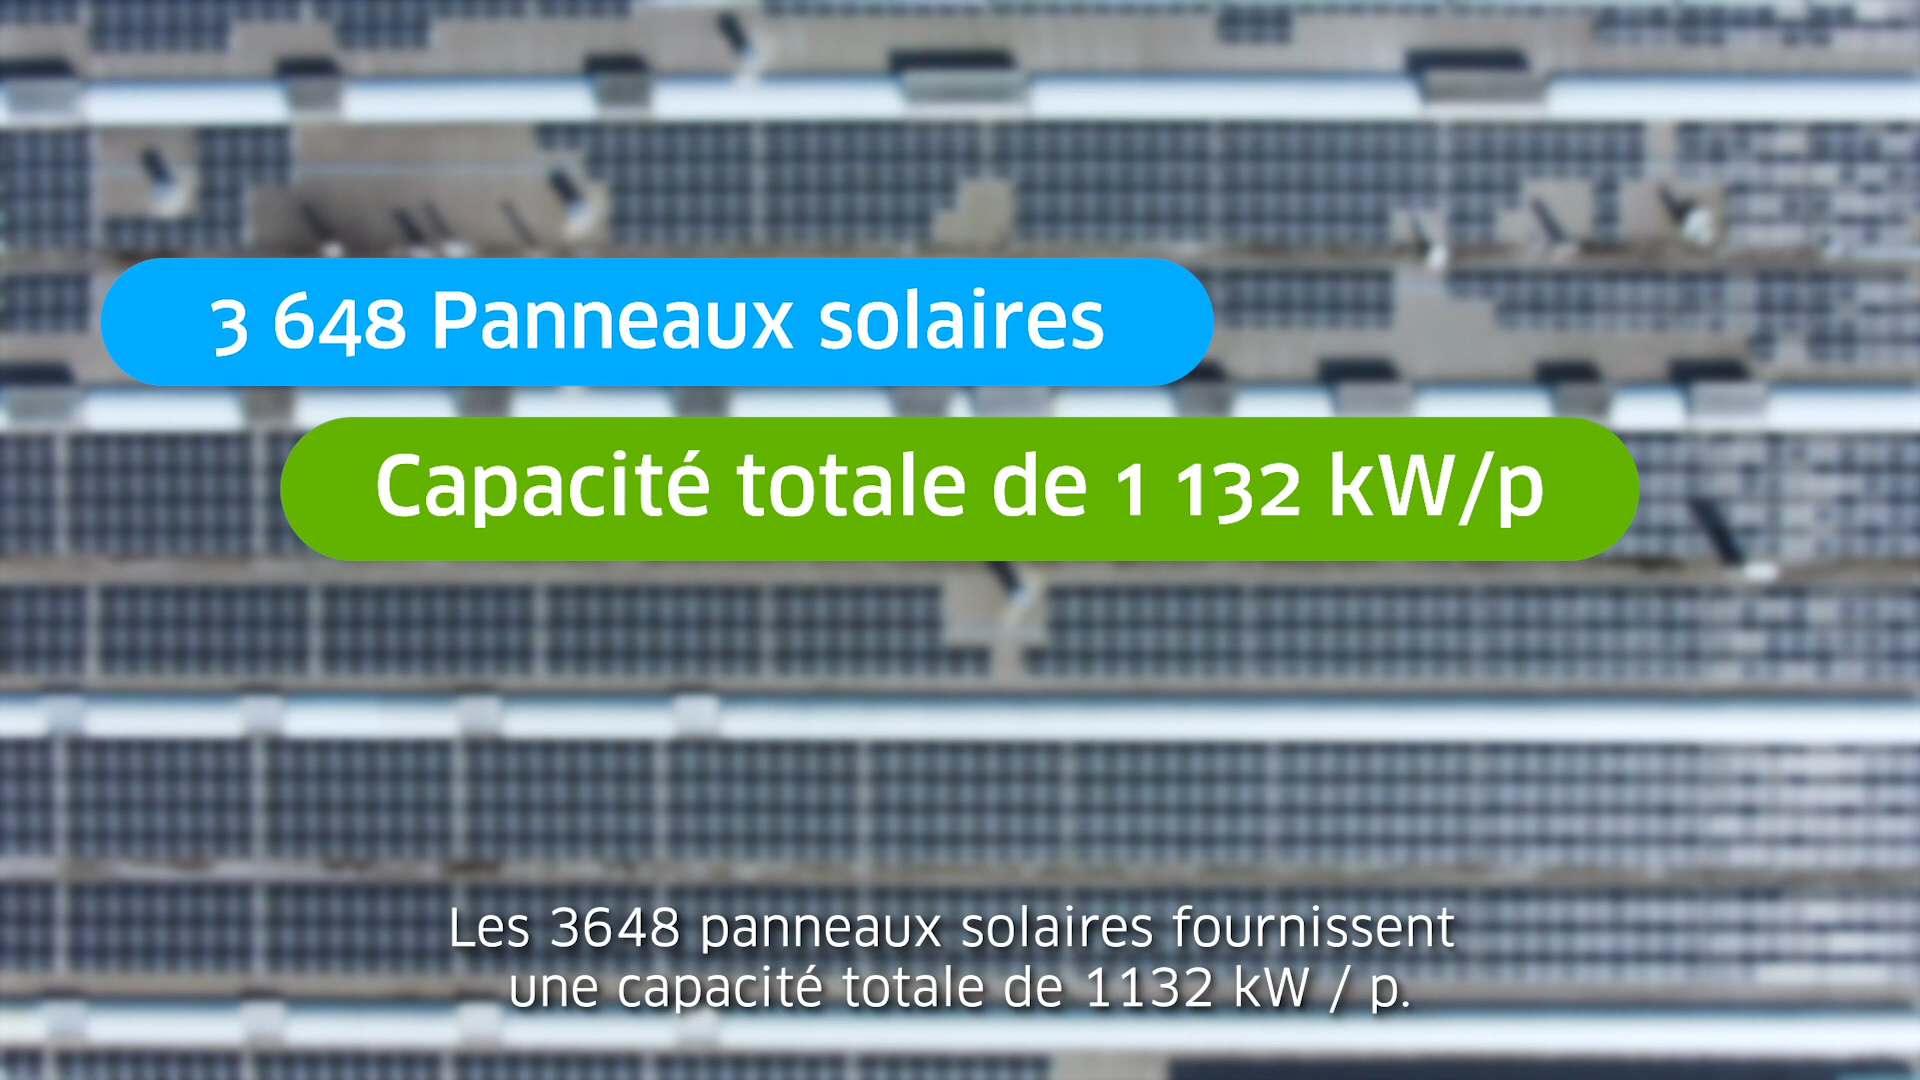 3 648 Panneaux solaires
Capacité totale de 1 132 kW/p
Les 3648 panneaux solaires fournissent
une capacité totale de 1132 kW / p.